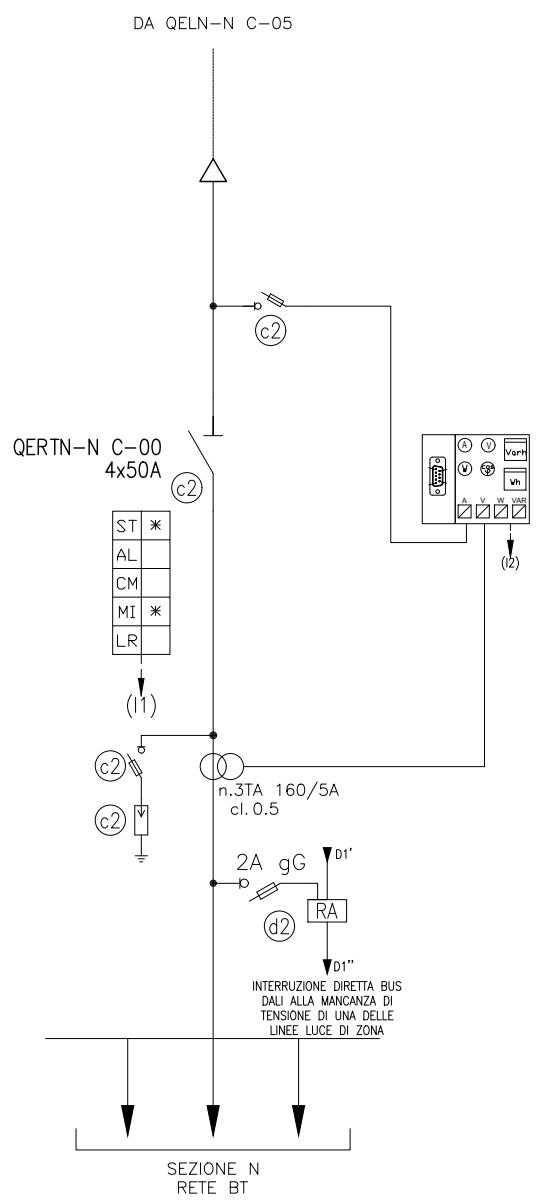 DA QELN-N C-05
c2
QERTN-N C-00
4x50A
c2
A V Varh
W Wh
A V W VAR
(I2)
ST *
AL
CM
MI *
LR
(I1)
c2
n.3TA 160/5A
cl.0.5
c2
2A gG
D1'
RA
d2
D1''
INTERRUZIONE DIRETTA BUS
DALI ALLA MANCANZA DI
TENSIONE DI UNA DELLE
LINEE LUCE DI ZONA
SEZIONE N
RETE BT